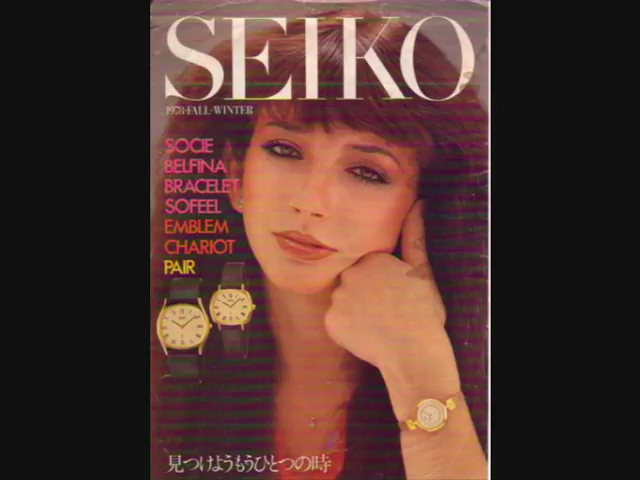 SEIKO
1978·FALL·WINTER
SOCIE
BELFINA
BRACELET
SOFEEL
EMBLEM
CHARIOT
PAIR
見つけようもうひとつの時